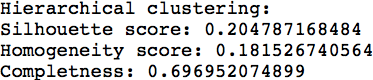 Hierarchical clustering:
Silhouette score: 0.204787168484
Homogeneity score: 0.181526740564
Completness: 0.696952074899